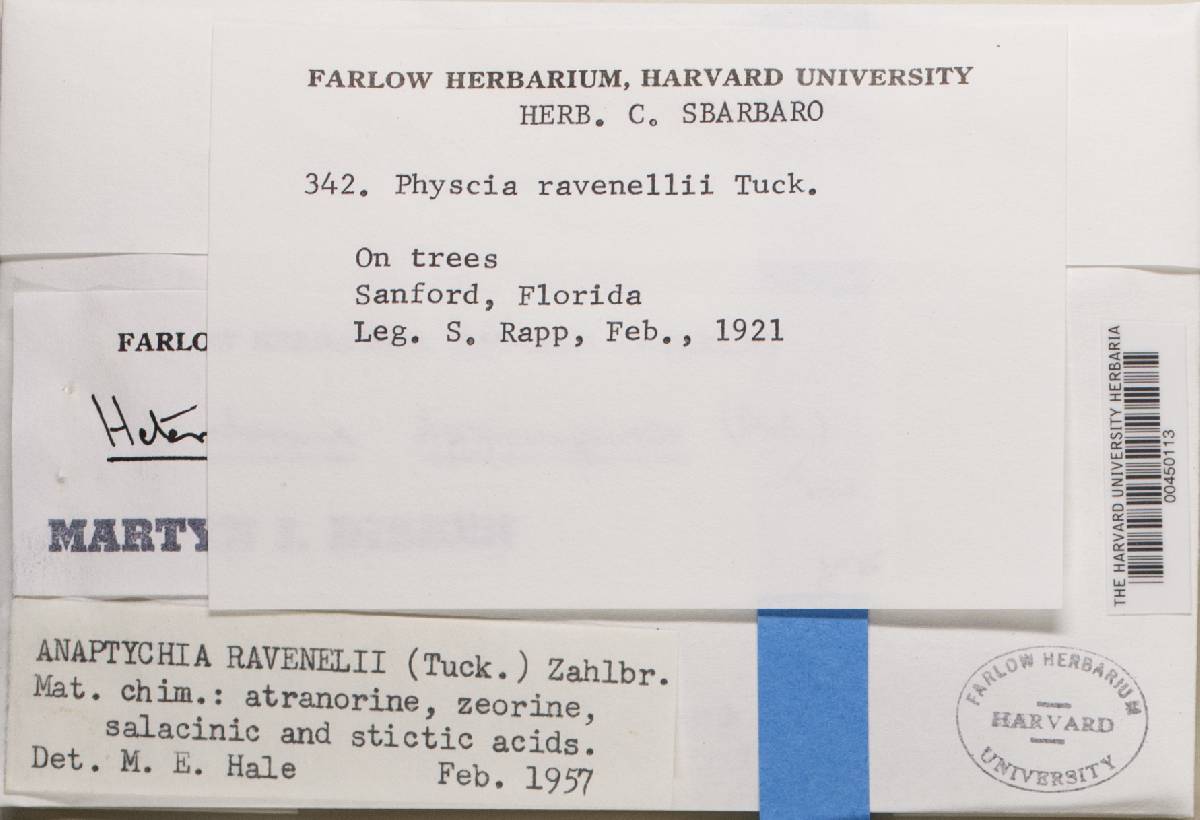 FARLOW HERBARIUM, HARVARD UNIVERSITY
HERB. C. SBARBARO
342. Physcia ravenellii Tuck.
On trees
Sanford, Florida
Leg. S. Rapp, Feb., 1921
FARLO
Heter
MARTY
ANAPTYCHIA RAVENELII (Tuck.) Zahlbr.
Mat. chim.: atranorine, zeorine,
salacinic and stictic acids.
Det. M. E. Hale Feb. 1957
THE HARVARD UNIVERSITY HERBARIA
00450113
FARLOW HERBARIUM
HARVARD
UNIVERSITY